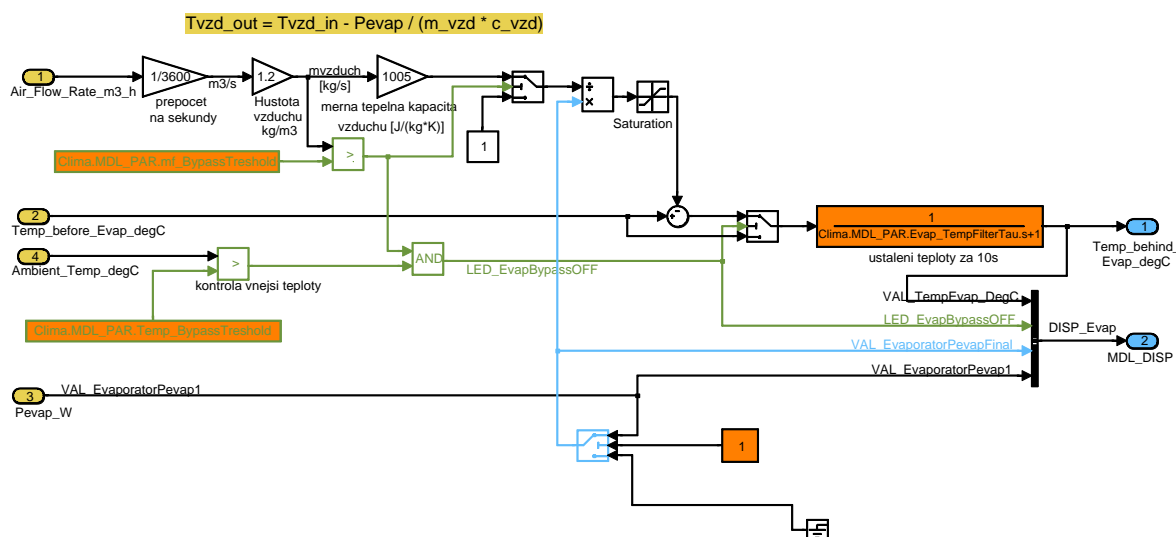 Tvzd_out = Tvzd_in - Pevap / (m_vzd * c_vzd)
1
Air_Flow_Rate_m3_h
1/3600
prepocet
na sekundy
m3/s
1.2
Hustota
vzduchu
kg/m3
mvzduch
[kg/s]
1005
merna tepelna kapacita
vzduchu [J/(kg*K)]
1
÷
×
Saturation
Clima.MDL_PAR.mf_BypassTreshold
>
2
Temp_before_Evap_degC
+
-
1
Clima.MDL_PAR.Evap_TempFilterTau.s+1
ustaleni teploty za 10s
1
Temp_behind_
Evap_degC
4
Ambient_Temp_degC
>
kontrola vnejsi teploty
AND
LED_EvapBypassOFF
Clima.MDL_PAR.Temp_BypassTreshold
VAL_TempEvap_DegC
LED_EvapBypassOFF
VAL_EvaporatorPevapFinal
VAL_EvaporatorPevap1
DISP_Evap
2
MDL_DISP
3
Pevap_W
VAL_EvaporatorPevap1
1